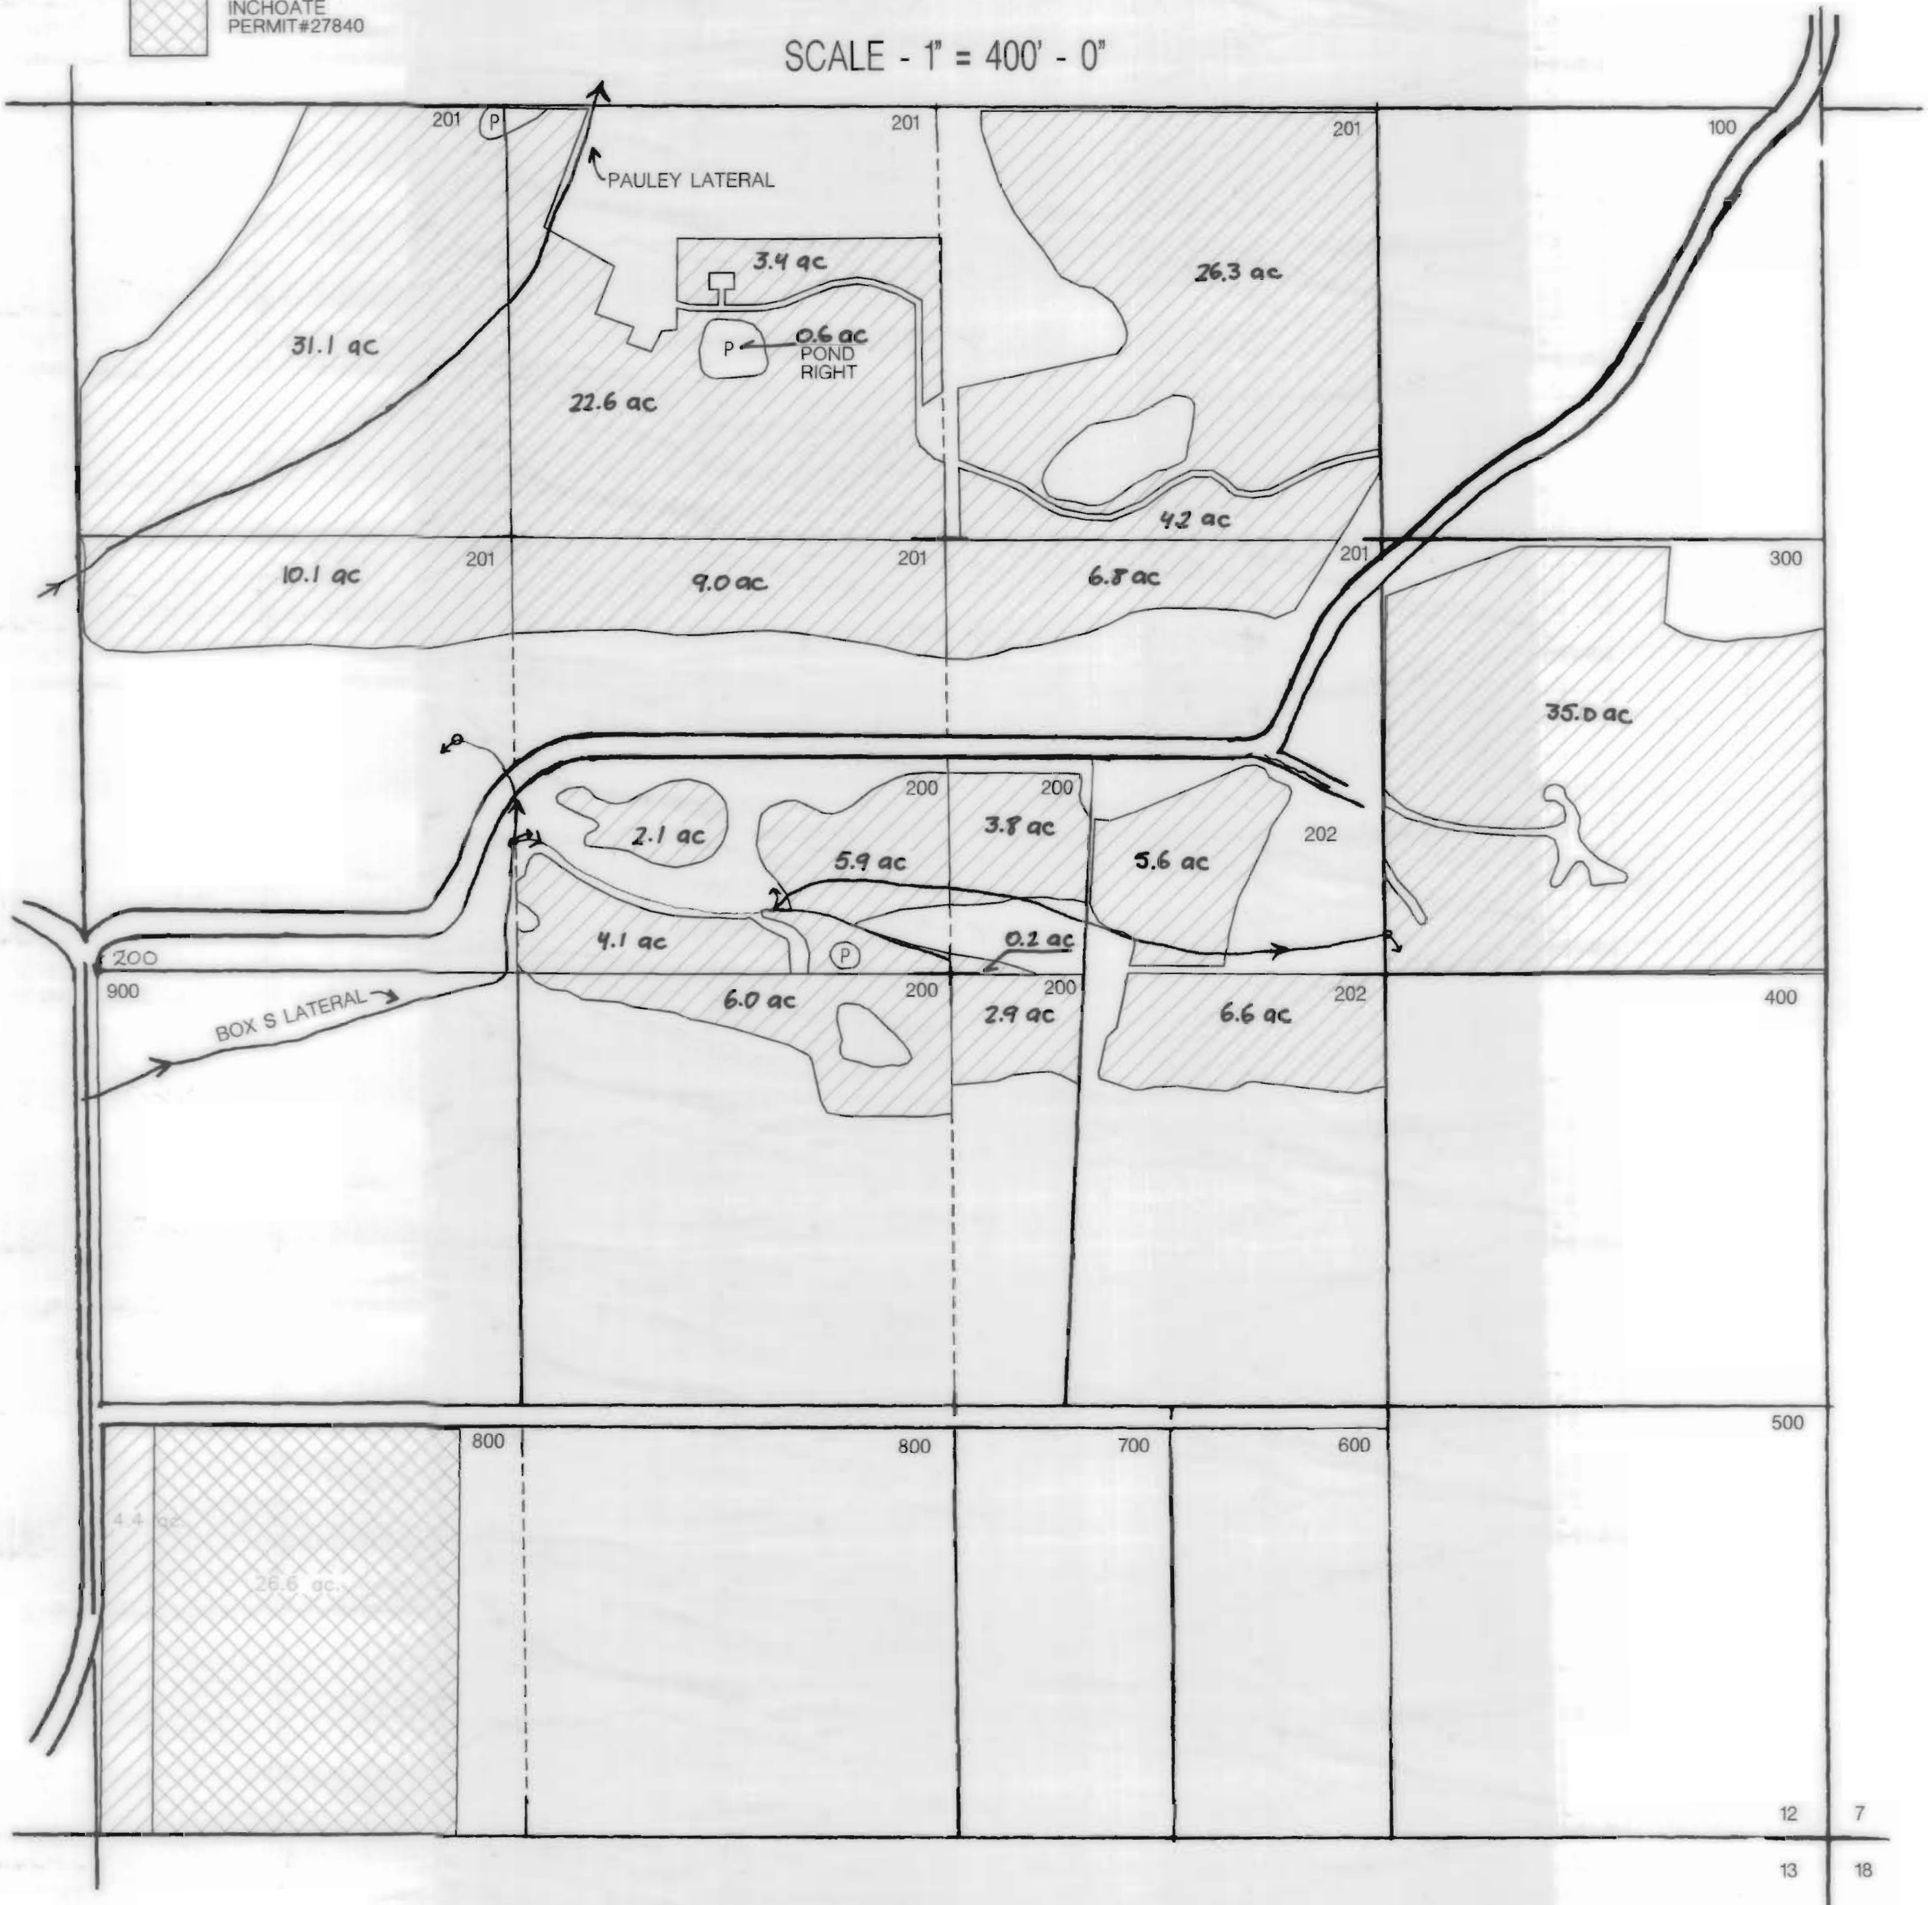 INCHOATE
PERMIT#27840
SCALE - 1" = 400' - 0"
201
P
201
201
100
PAULEY LATERAL
3.4 ac
26.3 ac
31.1 ac
0.6 ac
P
POND
RIGHT
22.6 ac
4.2 ac
201
201
201
300
10.1 ac
9.0 ac
6.8 ac
35.0 ac
200
200
2.1 ac
3.8 ac
202
5.9 ac
5.6 ac
4.1 ac
0.2 ac
P
200
900
6.0 ac
200
200
202
400
BOX S LATERAL
2.9 ac
6.6 ac
500
800
800
700
600
4.4 ac.
26.6 ac.
12
7
13
18